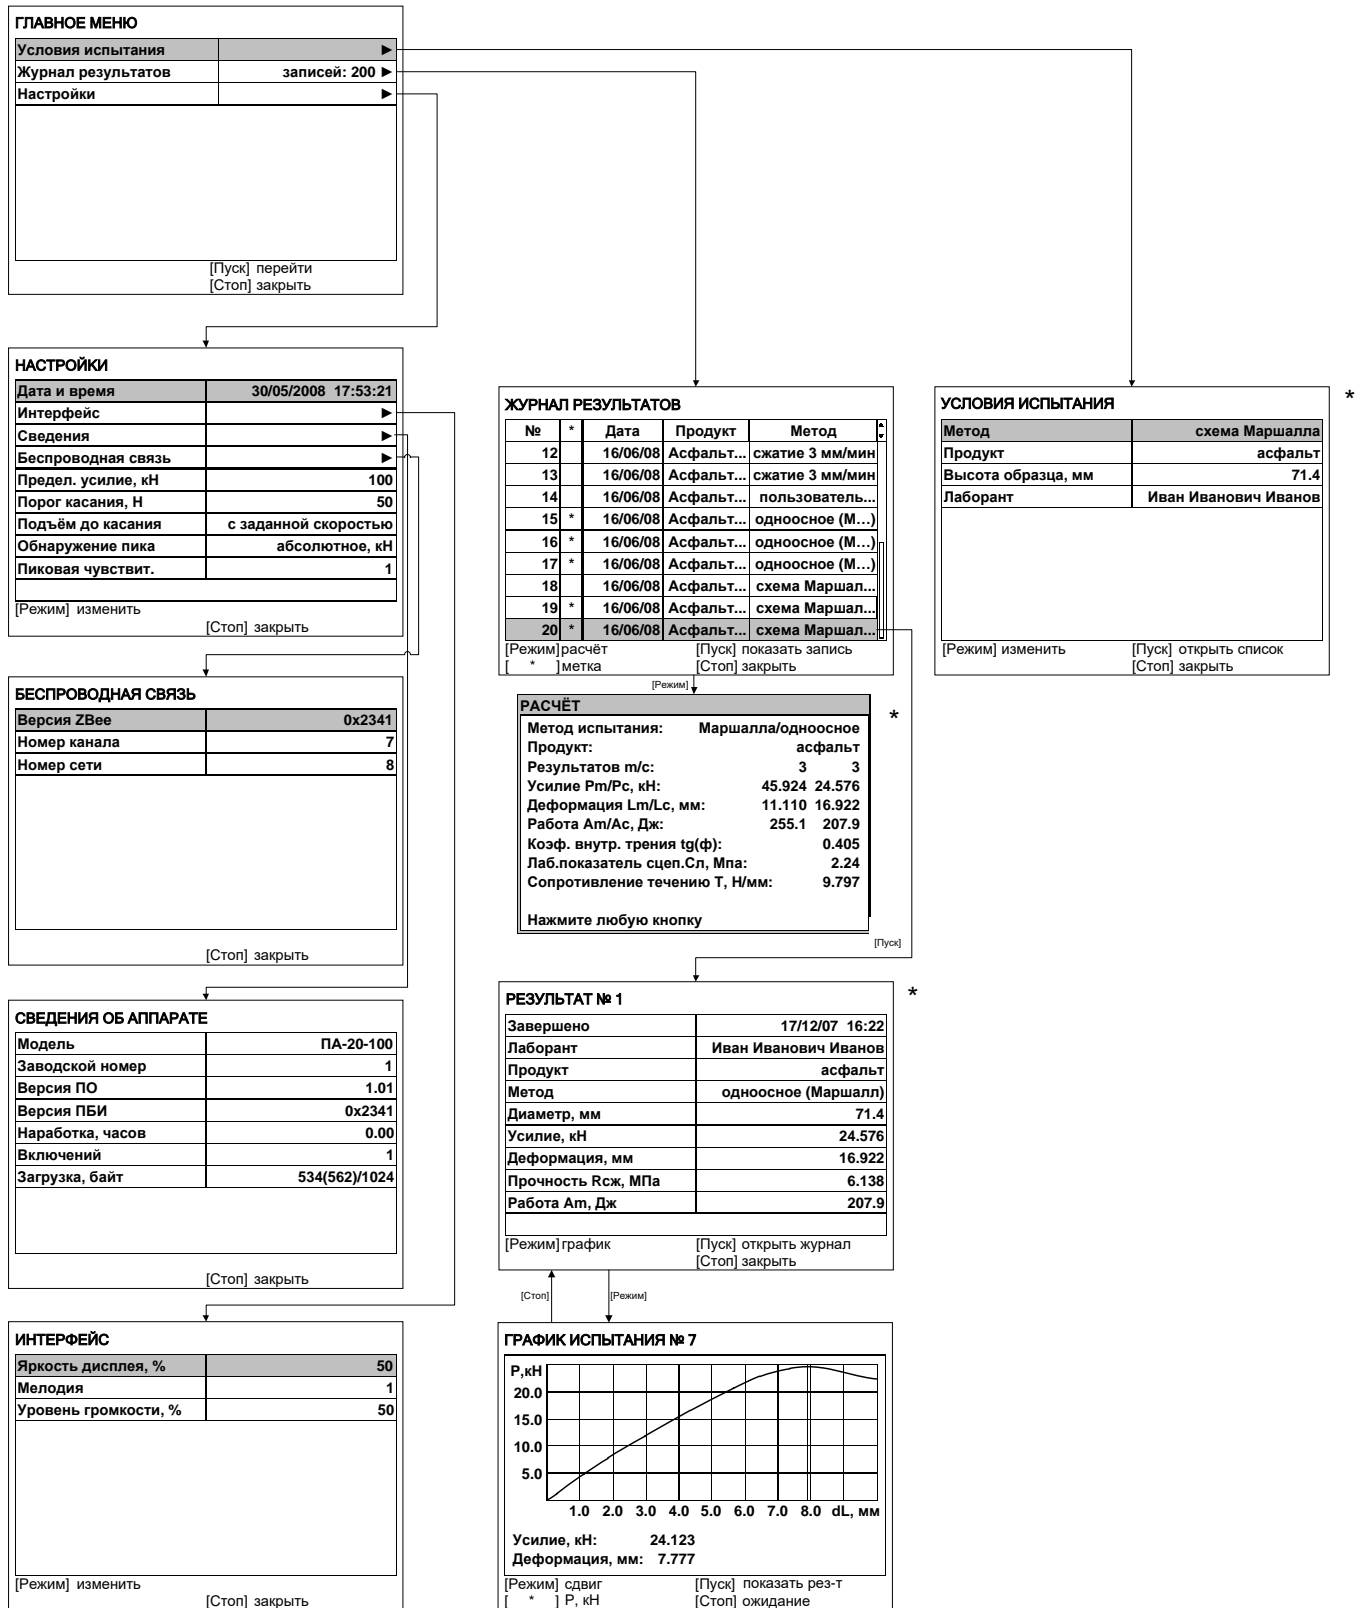 ГЛАВНОЕ МЕНЮ
Условия испытания ►
Журнал результатов записей: 200 ►
Настройки ►
[Пуск] перейти
[Стоп] закрыть
НАСТРОЙКИ
Дата и время 30/05/2008 17:53:21
Интерфейс ►
Сведения ►
Беспроводная связь ►
Предел. усилие, кН 100
Порог касания, Н 50
Подъём до касания с заданной скоростью
Обнаружение пика абсолютное, кН
Пиковая чувствит. 1
[Режим] изменить
[Стоп] закрыть
БЕСПРОВОДНАЯ СВЯЗЬ
Версия ZBee 0x2341
Номер канала 7
Номер сети 8
[Стоп] закрыть
СВЕДЕНИЯ ОБ АППАРАТЕ
Модель ПА-20-100
Заводской номер 1
Версия ПО 1.01
Версия ПБИ 0x2341
Наработка, часов 0.00
Включений 1
Загрузка, байт 534(562)/1024
[Стоп] закрыть
ИНТЕРФЕЙС
Яркость дисплея, % 50
Мелодия 1
Уровень громкости, % 50
[Режим] изменить
[Стоп] закрыть
ЖУРНАЛ РЕЗУЛЬТАТОВ
№ * Дата Продукт Метод
12 16/06/08 Асфальт... сжатие 3 мм/мин
13 16/06/08 Асфальт... сжатие 3 мм/мин
14 16/06/08 Асфальт... пользователь...
15 * 16/06/08 Асфальт... одноосное (М...)
16 * 16/06/08 Асфальт... одноосное (М...)
17 * 16/06/08 Асфальт... одноосное (М...)
18 16/06/08 Асфальт... схема Маршал...
19 * 16/06/08 Асфальт... схема Маршал...
20 * 16/06/08 Асфальт... схема Маршал...
[Режим] расчёт [Пуск] показать запись
[ * ] метка [Стоп] закрыть
[Режим]
РАСЧЁТ
*
Метод испытания: Маршалла/одноосное
Продукт: асфальт
Результатов m/c: 3 3
Усилие Pm/Pc, кН: 45.924 24.576
Деформация Lm/Lc, мм: 11.110 16.922
Работа Am/Ac, Дж: 255.1 207.9
Коэф. внутр. трения tg(ф): 0.405
Лаб.показатель сцеп.Сл, Мпа: 2.24
Сопротивление течению Т, Н/мм: 9.797
Нажмите любую кнопку
[Пуск]
РЕЗУЛЬТАТ № 1 *
Завершено 17/12/07 16:22
Лаборант Иван Иванович Иванов
Продукт асфальт
Метод одноосное (Маршалл)
Диаметр, мм 71.4
Усилие, кН 24.576
Деформация, мм 16.922
Прочность Rсж, МПа 6.138
Работа Am, Дж 207.9
[Режим] график [Пуск] открыть журнал
[Стоп] закрыть
[Стоп] [Режим]
ГРАФИК ИСПЫТАНИЯ № 7
P,кН
20.0
15.0
10.0
5.0
1.0 2.0 3.0 4.0 5.0 6.0 7.0 8.0 dL, мм
Усилие, кН: 24.123
Деформация, мм: 7.777
[Режим] сдвиг [Пуск] показать рез-т
[ * ] P, кН [Стоп] ожидание
УСЛОВИЯ ИСПЫТАНИЯ *
Метод схема Маршалла
Продукт асфальт
Высота образца, мм 71.4
Лаборант Иван Иванович Иванов
[Режим] изменить [Пуск] открыть список
[Стоп] закрыть